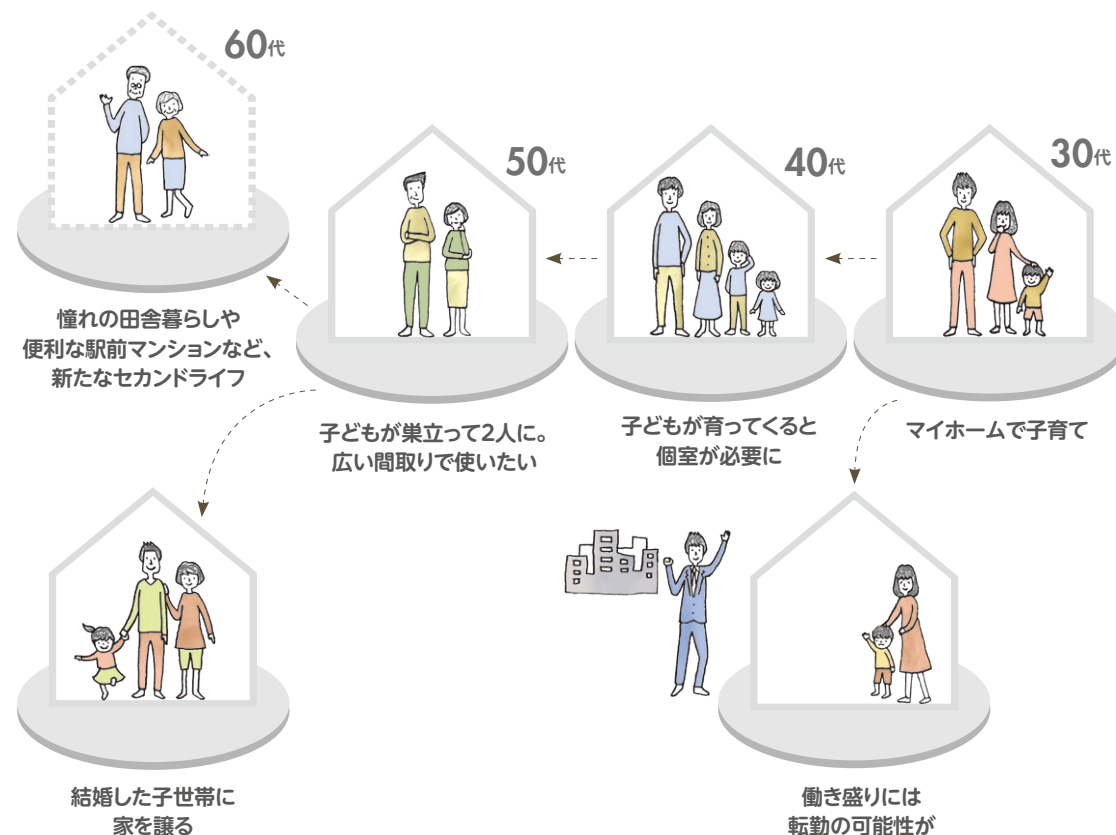 60代
50代
40代
30代
憧れの田舎暮らしや
便利な駅前マンションなど、
新たなセカンドライフ
子どもが巣立って2人に。
広い間取りで使いたい
子どもが育ってくると
個室が必要に
マイホームで子育て
結婚した子世帯に
家を譲る
働き盛りには
転勤の可能性が